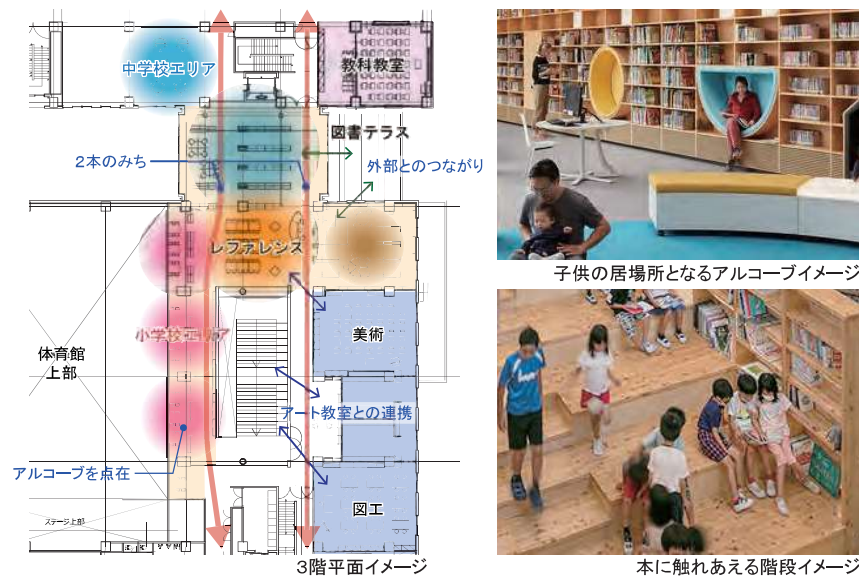 中学校エリア
教科教室
図書テラス
2本のみち
外部とのつながり
レファレンス
小学校エリア
体育館
上部
美術
アート教室との連携
アルコーブを点在
図工
ステージ上部
3階平面イメージ
子供の居場所となるアルコーブイメージ
本に触れあえる階段イメージ